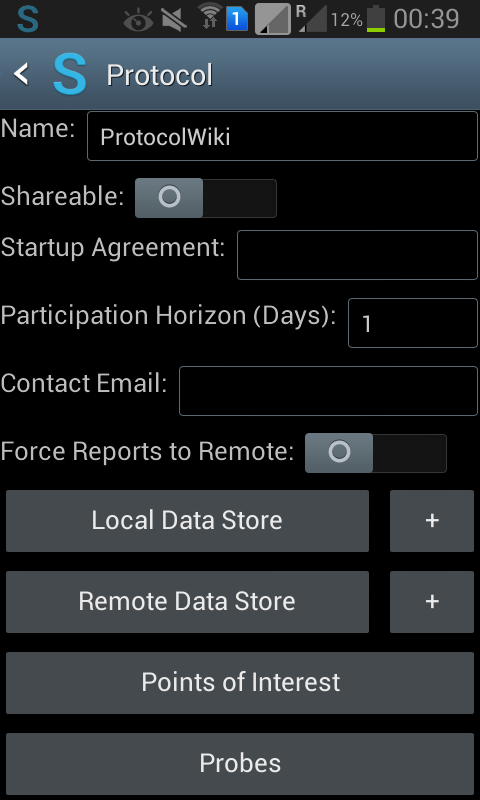 S 1 R 12% 00:39
S Protocol
Name: ProtocolWiki
Shareable:
Startup Agreement:
Participation Horizon (Days): 1
Contact Email:
Force Reports to Remote:
Local Data Store +
Remote Data Store +
Points of Interest
Probes